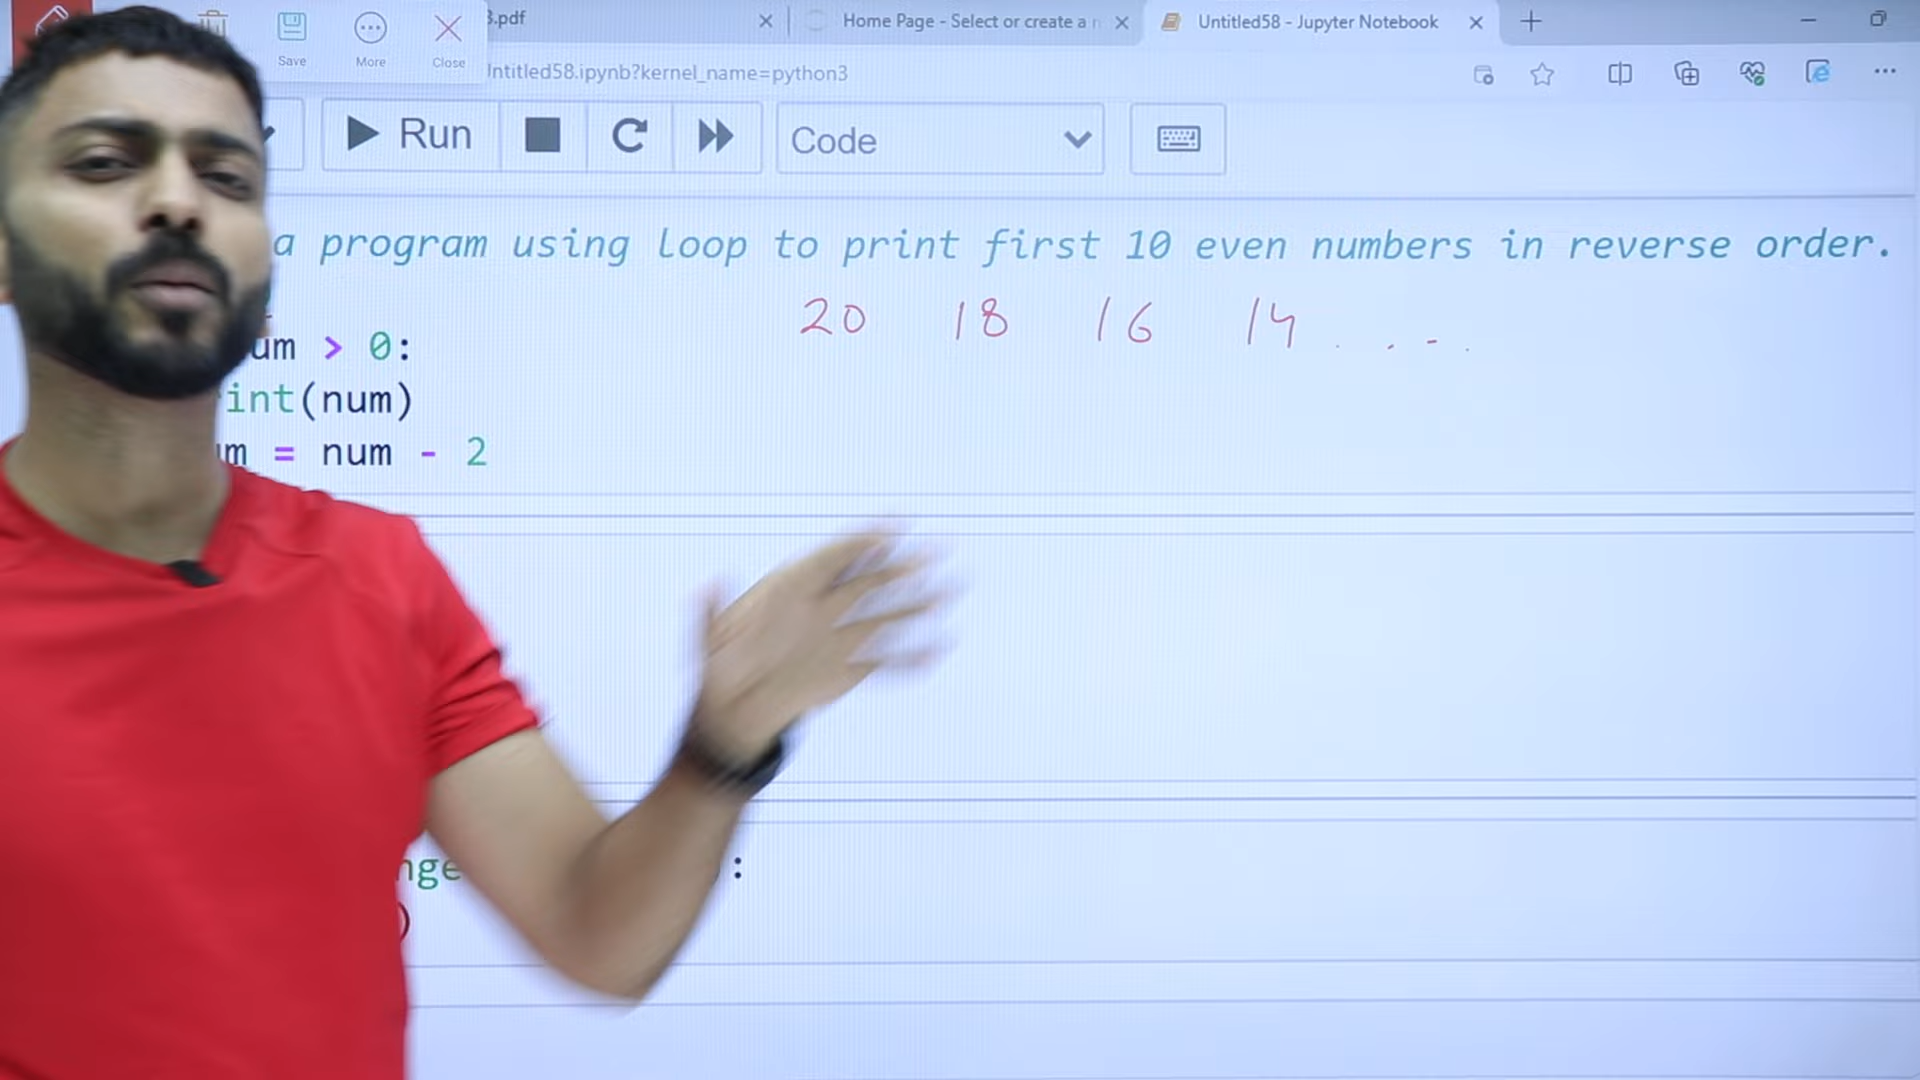 Save More Close
3.pdf
Home Page - Select or create a n
Untitled58 - Jupyter Notebook
Untitled58.ipynb?kernel_name=python3
Run
Code
a program using loop to print first 10 even numbers in reverse order.
20 18 16 14 . . - .
um > 0:
int(num)
m = num - 2
nge :
)